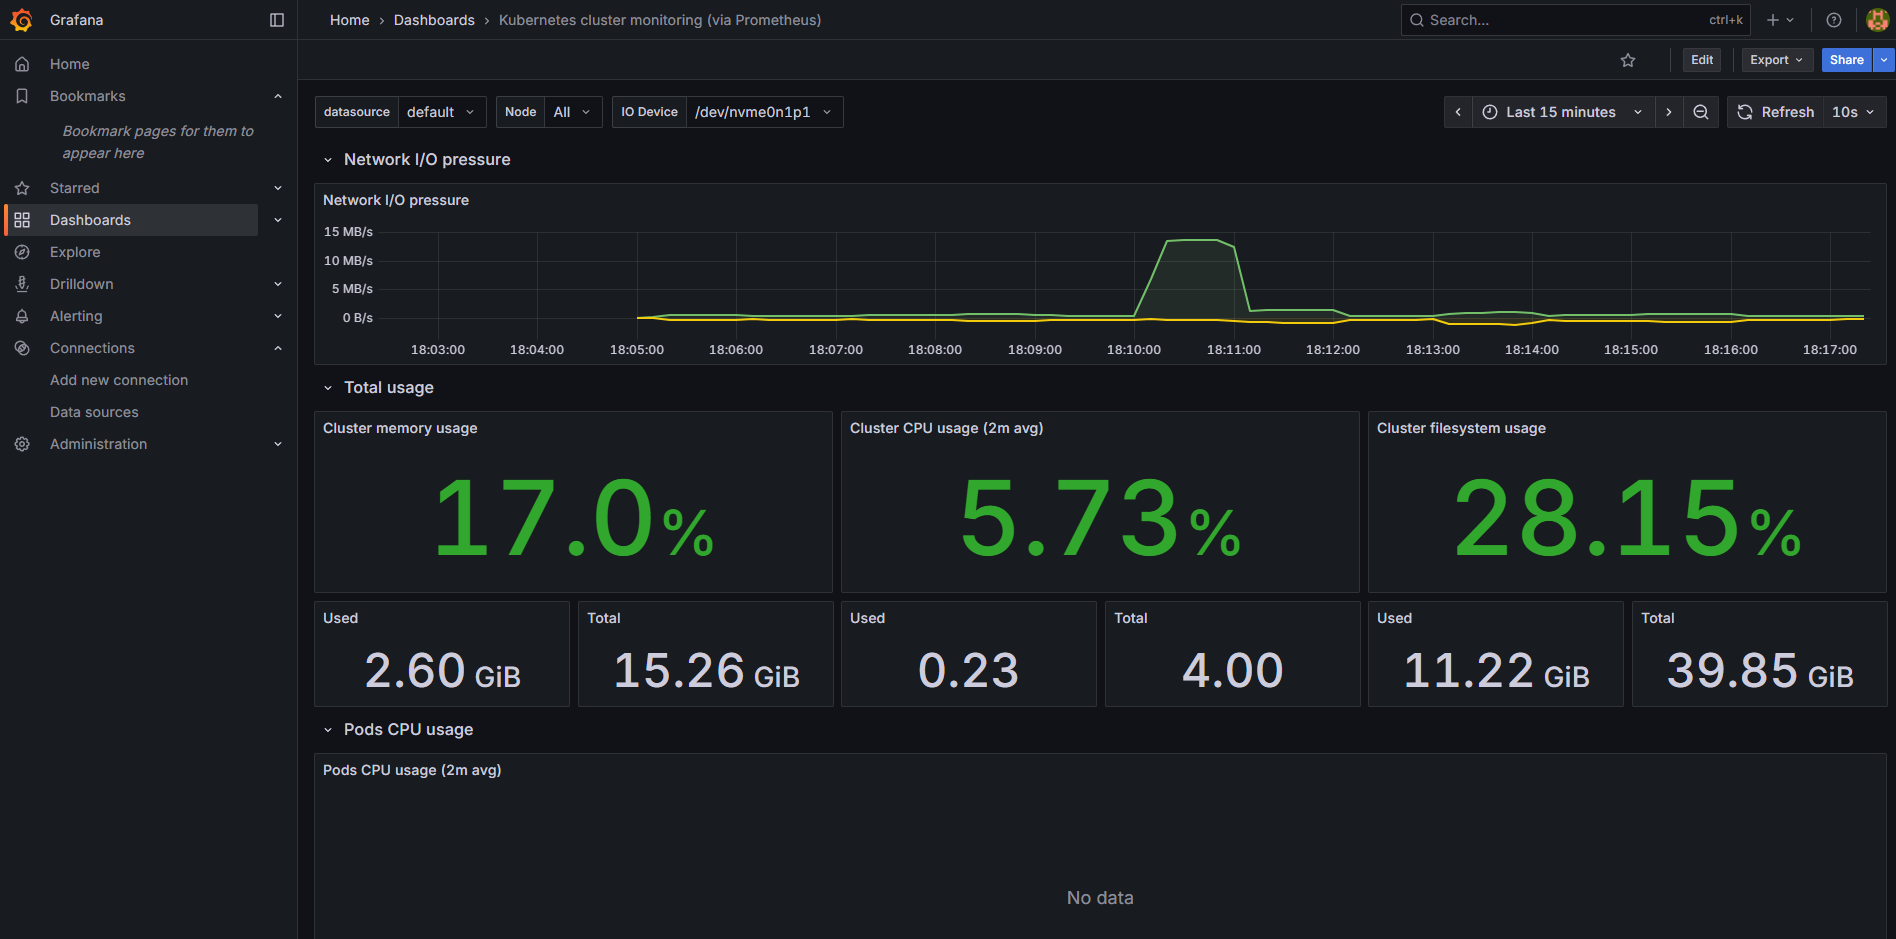 Grafana
Home › Dashboards › Kubernetes cluster monitoring (via Prometheus)
Search... ctrl+k
Edit Export Share
Home
Bookmarks
Bookmark pages for them to
appear here
Starred
Dashboards
Explore
Drilldown
Alerting
Connections
Add new connection
Data sources
Administration
datasource default Node All IO Device /dev/nvme0n1p1
Last 15 minutes Refresh 10s
Network I/O pressure
Network I/O pressure
15 MB/s
10 MB/s
5 MB/s
0 B/s
18:03:00 18:04:00 18:05:00 18:06:00 18:07:00 18:08:00 18:09:00 18:10:00 18:11:00 18:12:00 18:13:00 18:14:00 18:15:00 18:16:00 18:17:00
Total usage
Cluster memory usage
17.0%
Cluster CPU usage (2m avg)
5.73%
Cluster filesystem usage
28.15%
Used
2.60 GiB
Total
15.26 GiB
Used
0.23
Total
4.00
Used
11.22 GiB
Total
39.85 GiB
Pods CPU usage
Pods CPU usage (2m avg)
No data